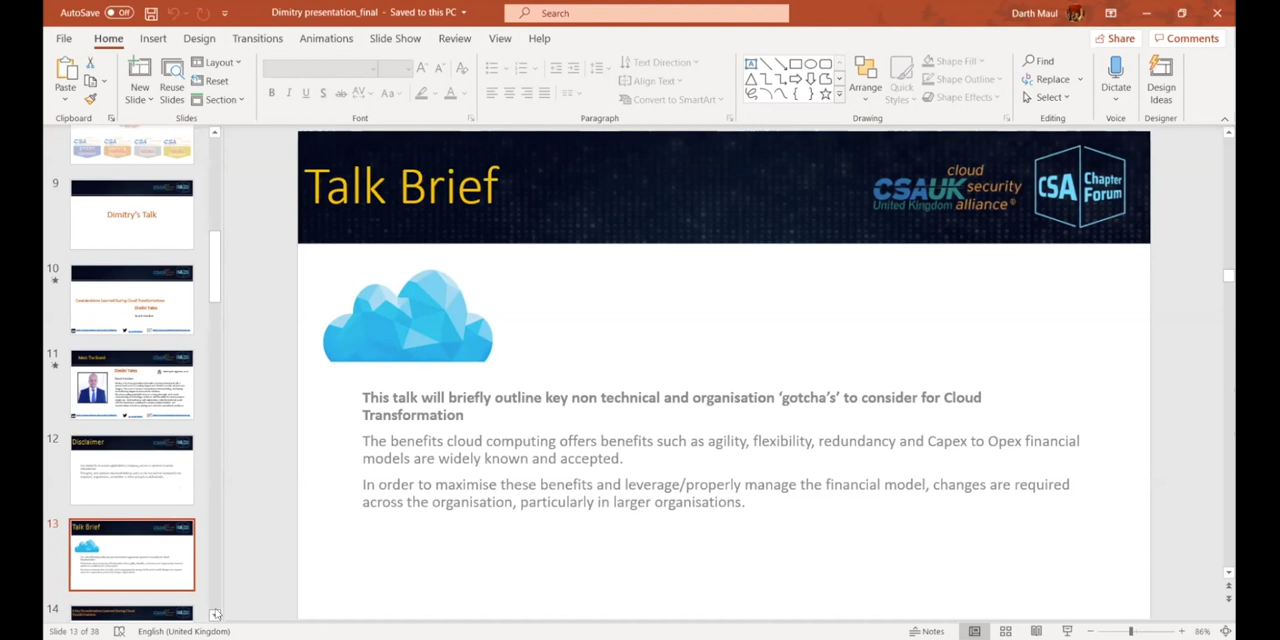 AutoSave Off Dimitry presentation_final - Saved to this PC Search Darth Maul
File Home Insert Design Transitions Animations Slide Show Review View Help Share Comments
Paste New Slide Reuse Slides Layout Reset Section
B I U S ab AV Aa A
Text Direction Align Text Convert to SmartArt
Arrange Quick Styles Shape Fill Shape Outline Shape Effects
Find Replace Select Dictate Design Ideas
Clipboard Slides Font Paragraph Drawing Editing Voice Designer
9
Dimitry's Talk
10
11
12
Disclaimer
13
Talk Brief
14
Talk Brief
CSAUK
United Kingdom
cloud
security
alliance®
CSA Chapter Forum
This talk will briefly outline key non technical and organisation ‘gotcha’s’ to consider for Cloud
Transformation
The benefits cloud computing offers benefits such as agility, flexibility, redundancy and Capex to Opex financial
models are widely known and accepted.
In order to maximise these benefits and leverage/properly manage the financial model, changes are required
across the organisation, particularly in larger organisations.
Slide 13 of 38 English (United Kingdom) Notes 86%